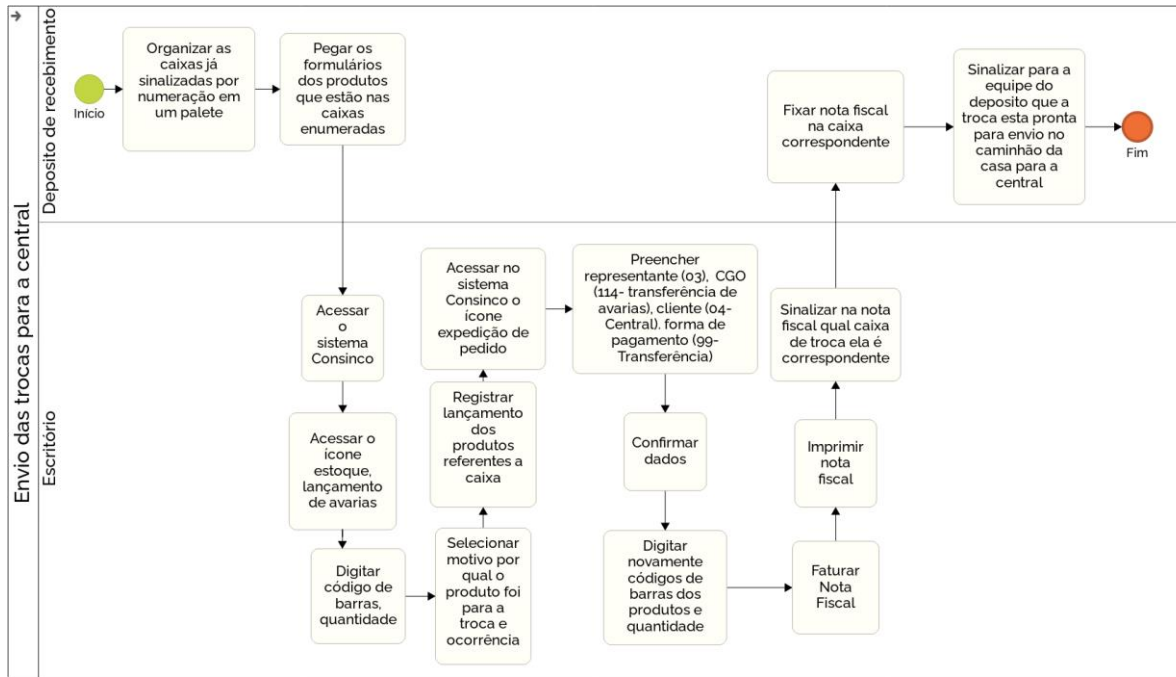 Envio das trocas para a central
Deposito de recebimento
Início
Organizar as
caixas já
sinalizadas por
numeração em
um palete
Pegar os
formulários
dos produtos
que estão nas
caixas
enumeradas
Fixar nota fiscal
na caixa
correspondente
Sinalizar para a
equipe do
deposito que a
troca esta pronta
para envio no
caminhão da
casa para a
central
Fim
Escritório
Acessar
o
sistema
Consinco
Acessar o
ícone
estoque,
lançamento
de avarias
Digitar
código de
barras,
quantidade
Selecionar
motivo por
qual o
produto foi
para a
troca e
ocorrência
Registrar
lançamento
dos
produtos
referentes a
caixa
Acessar no
sistema
Consinco o
ícone
expedição de
pedido
Preencher
representante (03), CGO
(114- transferência de
avarias), cliente (04-
Central). forma de
pagamento (99-
Transferência)
Confirmar
dados
Digitar
novamente
códigos de
barras dos
produtos e
quantidade
Faturar
Nota
Fiscal
Imprimir
nota
fiscal
Sinalizar na nota
fiscal qual caixa
de troca ela é
correspondente